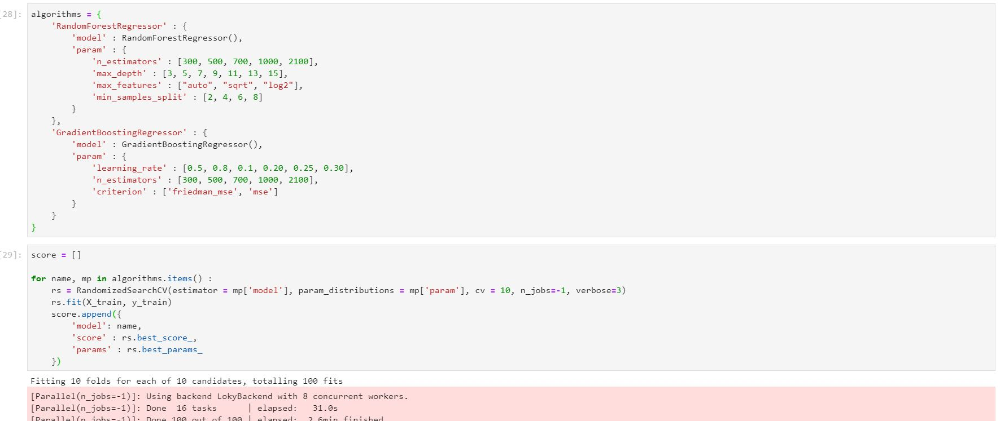 [28]: algorithms = {
    'RandomForestRegressor' : {
        'model' : RandomForestRegressor(),
        'param' : {
            'n_estimators' : [300, 500, 700, 1000, 2100],
            'max_depth' : [3, 5, 7, 9, 11, 13, 15],
            'max_features' : ["auto", "sqrt", "log2"],
            'min_samples_split' : [2, 4, 6, 8]
        }
    },
    'GradientBoostingRegressor' : {
        'model' : GradientBoostingRegressor(),
        'param' : {
            'learning_rate' : [0.5, 0.8, 0.1, 0.20, 0.25, 0.30],
            'n_estimators' : [300, 500, 700, 1000, 2100],
            'criterion' : ['friedman_mse', 'mse']
        }
    }
}
[29]: score = []
for name, mp in algorithms.items() :
    rs = RandomizedSearchCV(estimator = mp['model'], param_distributions = mp['param'], cv = 10, n_jobs=-1, verbose=3)
    rs.fit(X_train, y_train)
    score.append({
        'model': name,
        'score' : rs.best_score_,
        'params' : rs.best_params_
    })
Fitting 10 folds for each of 10 candidates, totalling 100 fits
[Parallel(n_jobs=-1)]: Using backend LokyBackend with 8 concurrent workers.
[Parallel(n_jobs=-1)]: Done  16 tasks      | elapsed:   31.0s
[Parallel(n_jobs=-1)]: Done 100 out of 100 | elapsed:  2.6min finished